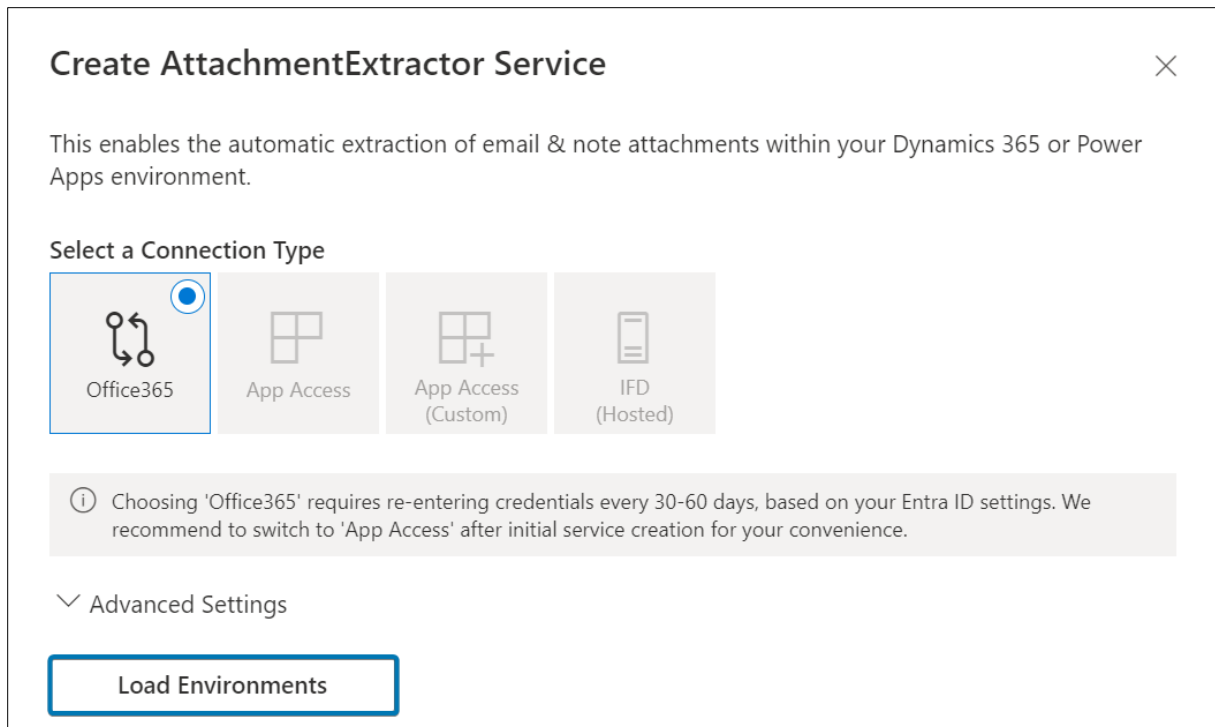 Create AttachmentExtractor Service
This enables the automatic extraction of email & note attachments within your Dynamics 365 or Power
Apps environment.
Select a Connection Type
Office365
App Access
App Access
(Custom)
IFD
(Hosted)
Choosing 'Office365' requires re-entering credentials every 30-60 days, based on your Entra ID settings. We
recommend to switch to 'App Access' after initial service creation for your convenience.
Advanced Settings
Load Environments